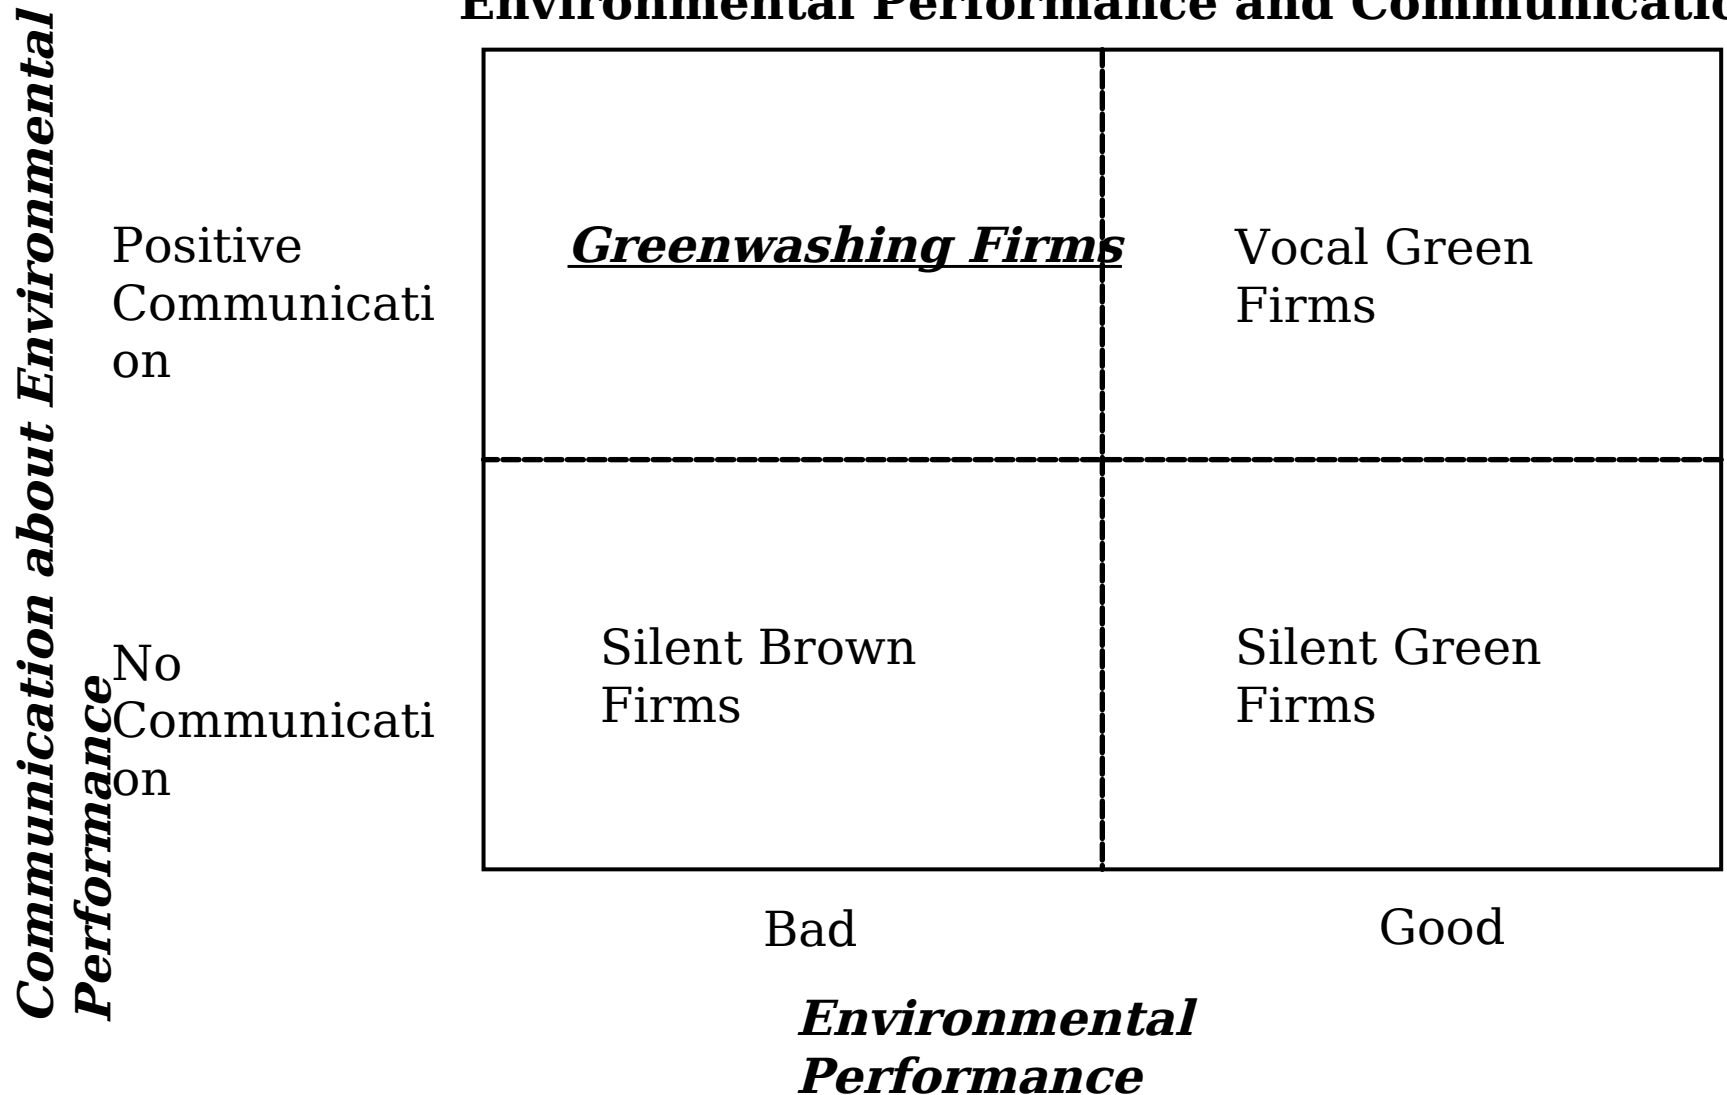 Environmental Performance and
Communication about Environmental
Performance
Positive
Communicati
on
Greenwashing Firms
Vocal Green
Firms
No
Communicati
on
Silent Brown
Firms
Silent Green
Firms
Bad
Good
Environmental
Performance